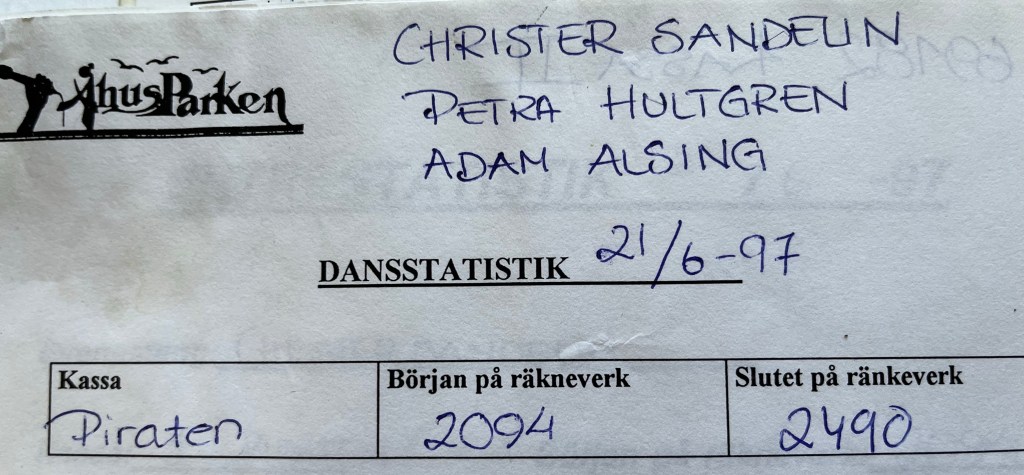 CHRISTER SANDELIN
ÅhusParken
PETRA HULTGREN
ADAM ALSING
DANSSTATISTIK 21/6-97
Kassa Början på räkneverk Slutet på ränkeverk
Piraten 2094 2490